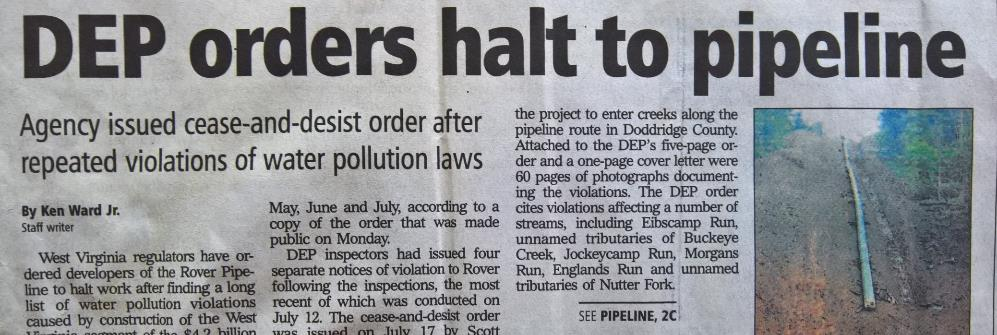 DEP orders halt to pipeline
Agency issued cease-and-desist order after
repeated violations of water pollution laws
By Ken Ward Jr.
Staff writer
West Virginia regulators have or-
dered developers of the Rover Pipe-
line to halt work after finding a long
list of water pollution violations
caused by construction of the West
Virginia segment of the $4.2 billion
May, June and July, according to a
copy of the order that was made
public on Monday.
DEP inspectors had issued four
separate notices of violation to Rover
following the inspections, the most
recent of which was conducted on
July 12. The cease-and-desist order
was issued on July 17 by Scott
the project to enter creeks along the
pipeline route in Doddridge County.
Attached to the DEP's five-page or-
der and a one-page cover letter were
60 pages of photographs document-
ing the violations. The DEP order
cites violations affecting a number of
streams, including Eibscamp Run,
unnamed tributaries of Buckeye
Creek, Jockeycamp Run, Morgans
Run, Englands Run and unnamed
tributaries of Nutter Fork.
SEE PIPELINE, 2C